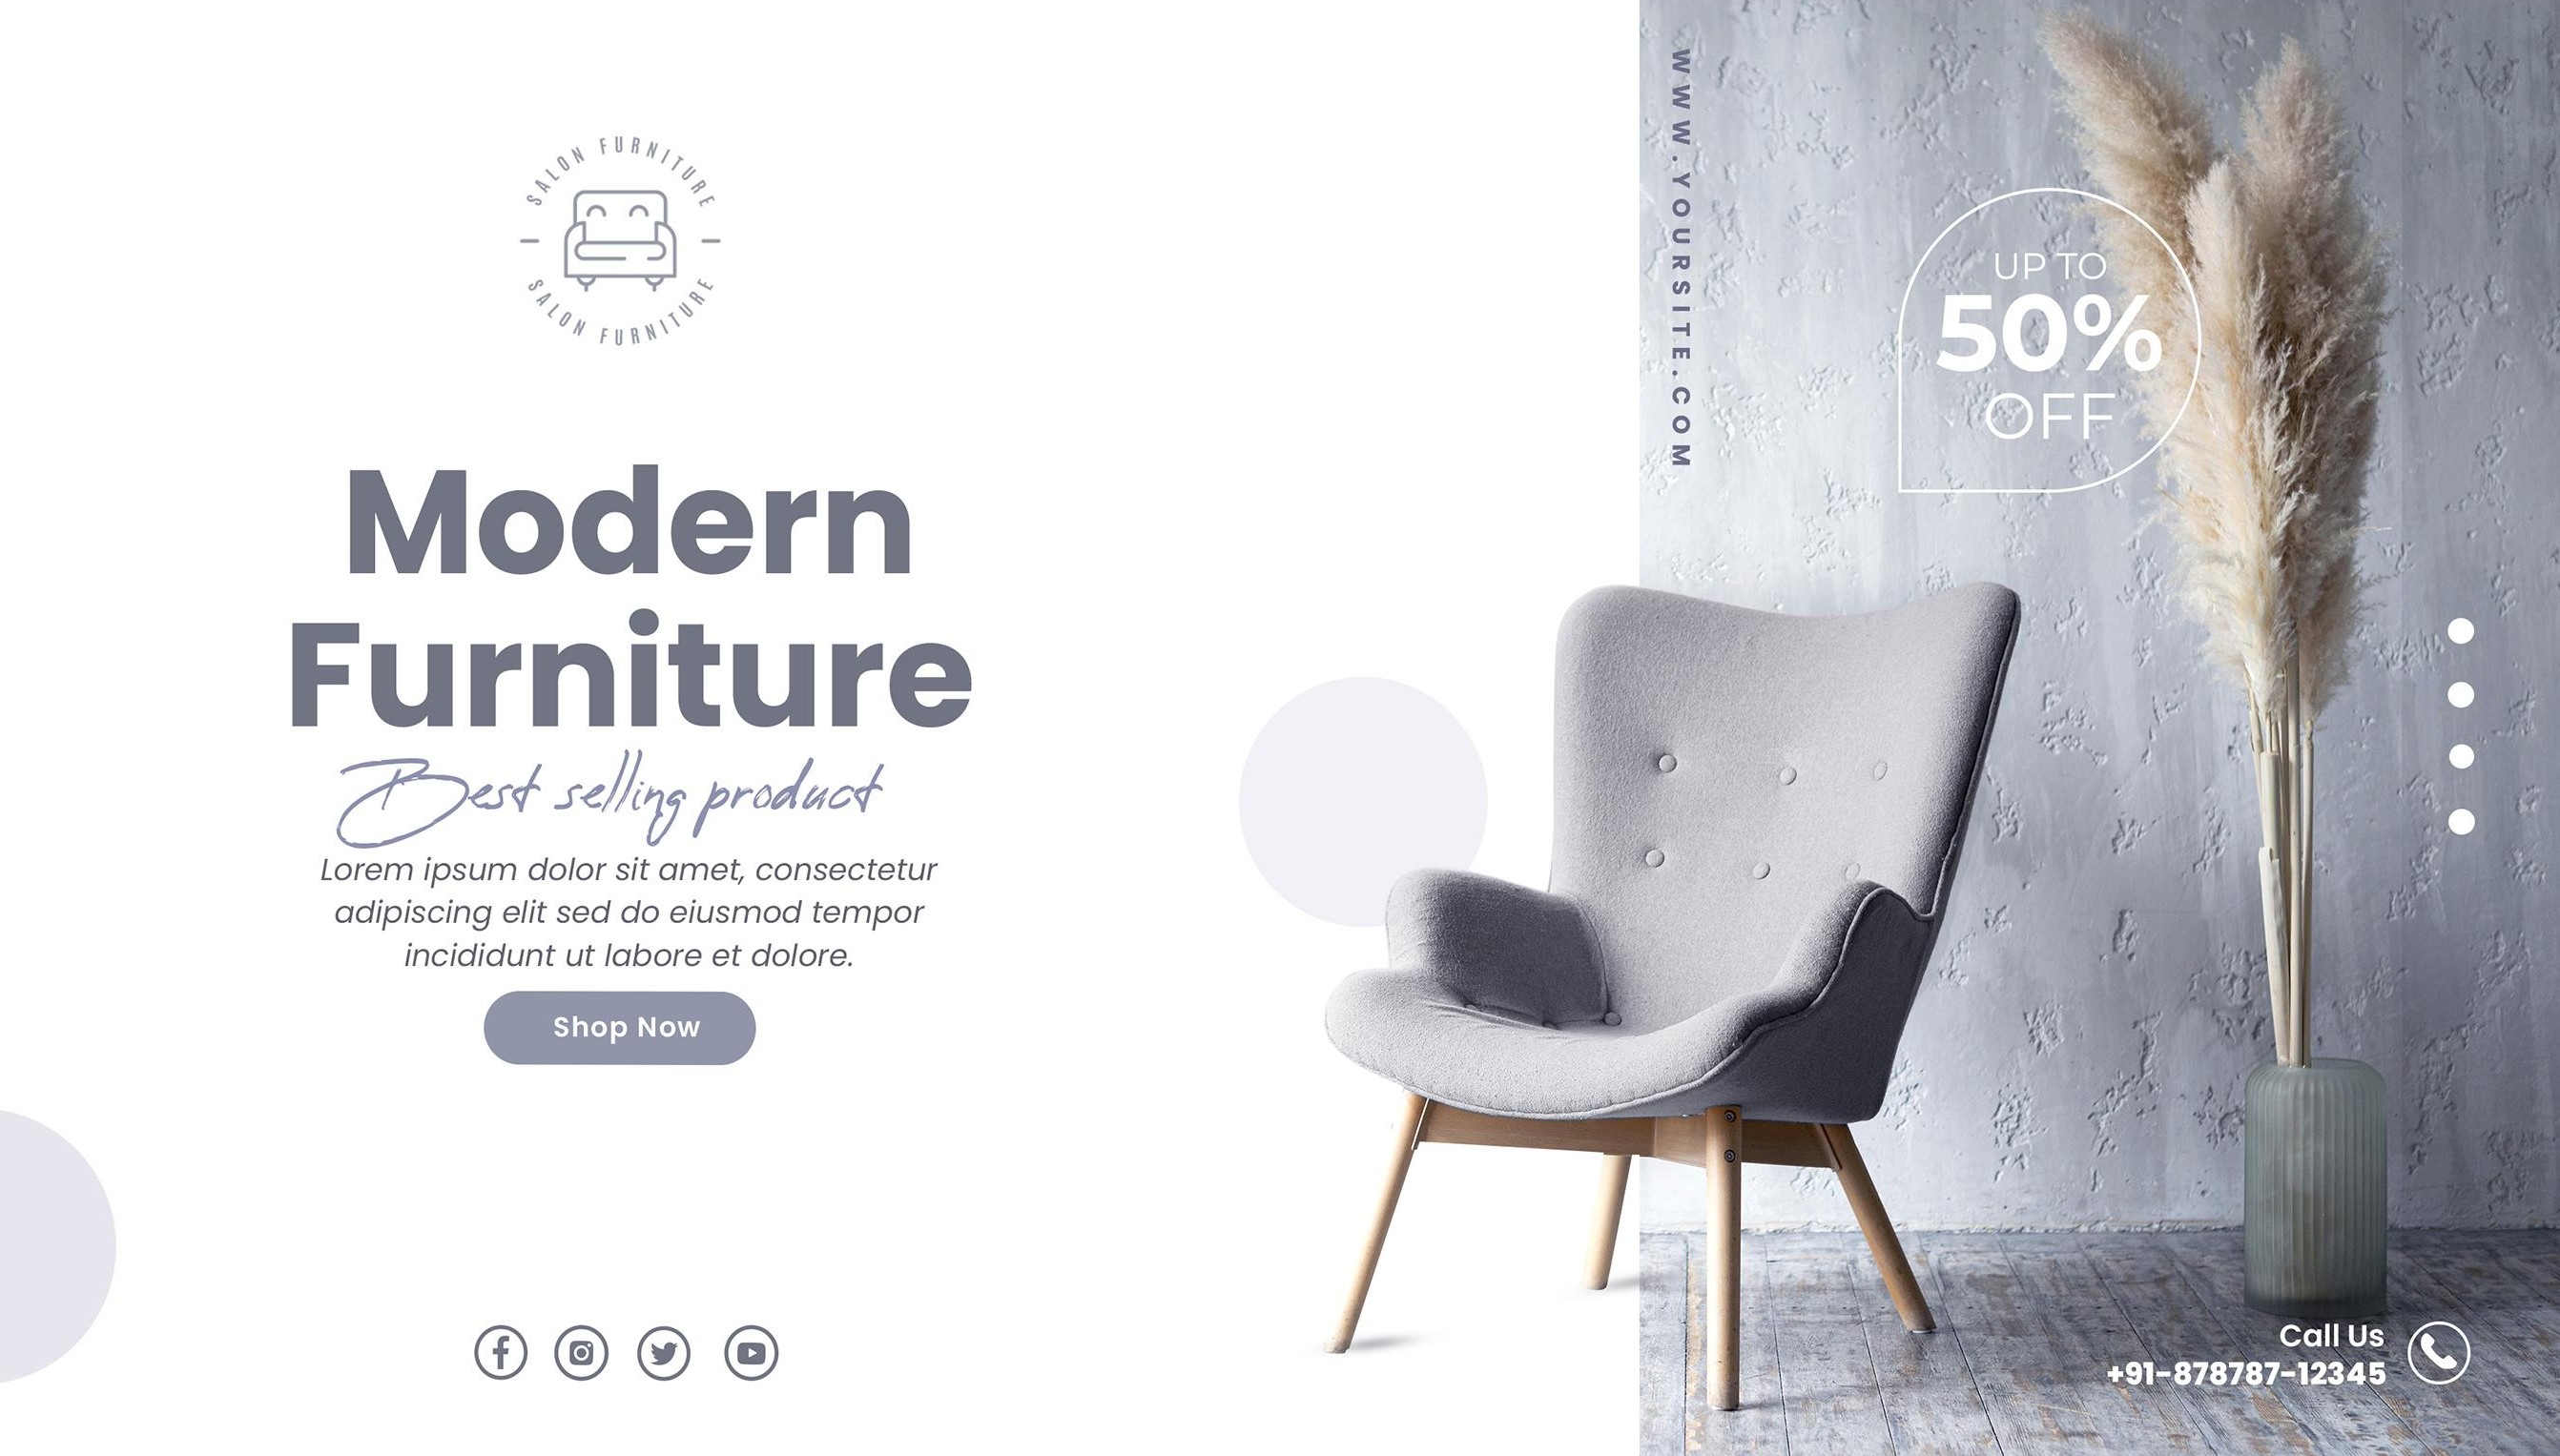 SALON FURNITURE
SALON FURNITURE
Modern
Furniture
Best selling product
Lorem ipsum dolor sit amet, consectetur
adipiscing elit sed do eiusmod tempor
incididunt ut labore et dolore.
Shop Now
WWW.YOURSITE.COM
UP TO
50%
OFF
Call Us
+91-878787-12345